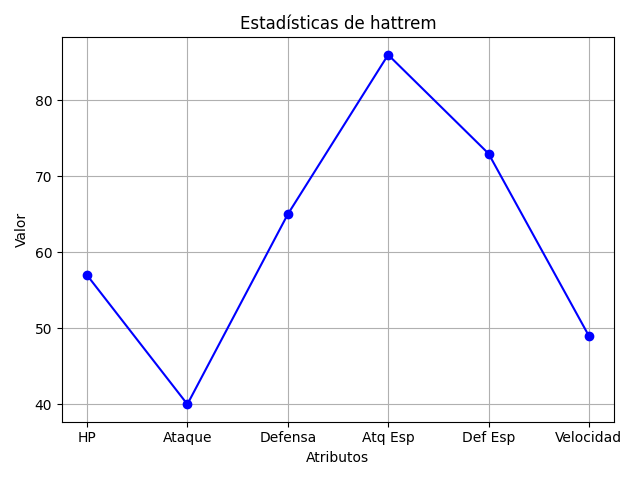 Estadísticas de hattrem
Valor
80
70
60
50
40
HP Ataque Defensa Atq Esp Def Esp Velocidad
Atributos